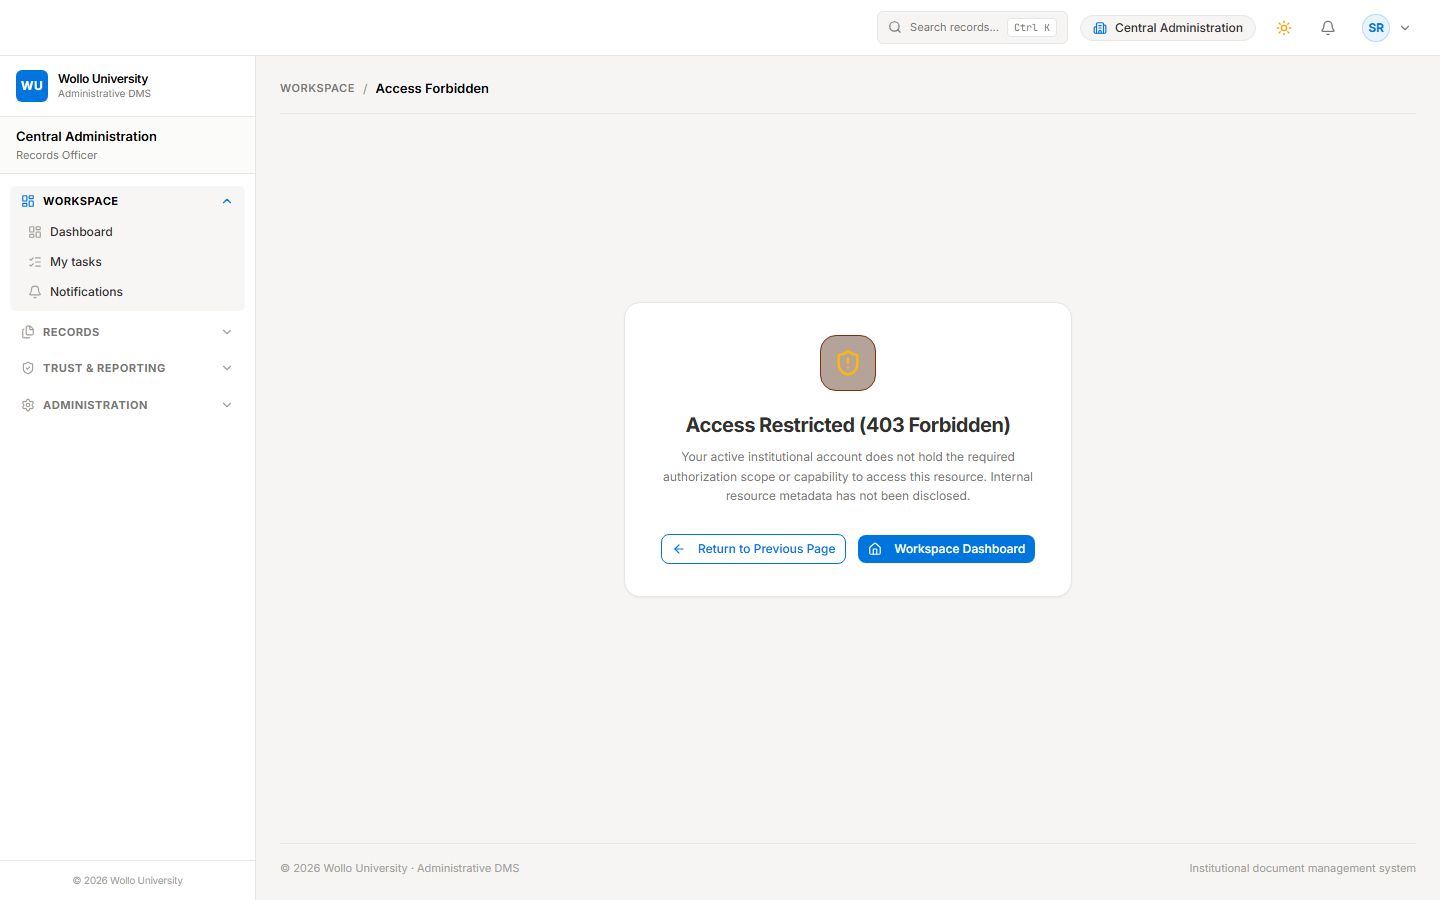 Search records...
Ctrl K
Central Administration
SR
WU
Wollo University
Administrative DMS
Central Administration
Records Officer
WORKSPACE
Dashboard
My tasks
Notifications
RECORDS
TRUST & REPORTING
ADMINISTRATION
© 2026 Wollo University
WORKSPACE / Access Forbidden
Access Restricted (403 Forbidden)
Your active institutional account does not hold the required
authorization scope or capability to access this resource. Internal
resource metadata has not been disclosed.
Return to Previous Page
Workspace Dashboard
© 2026 Wollo University · Administrative DMS
Institutional document management system